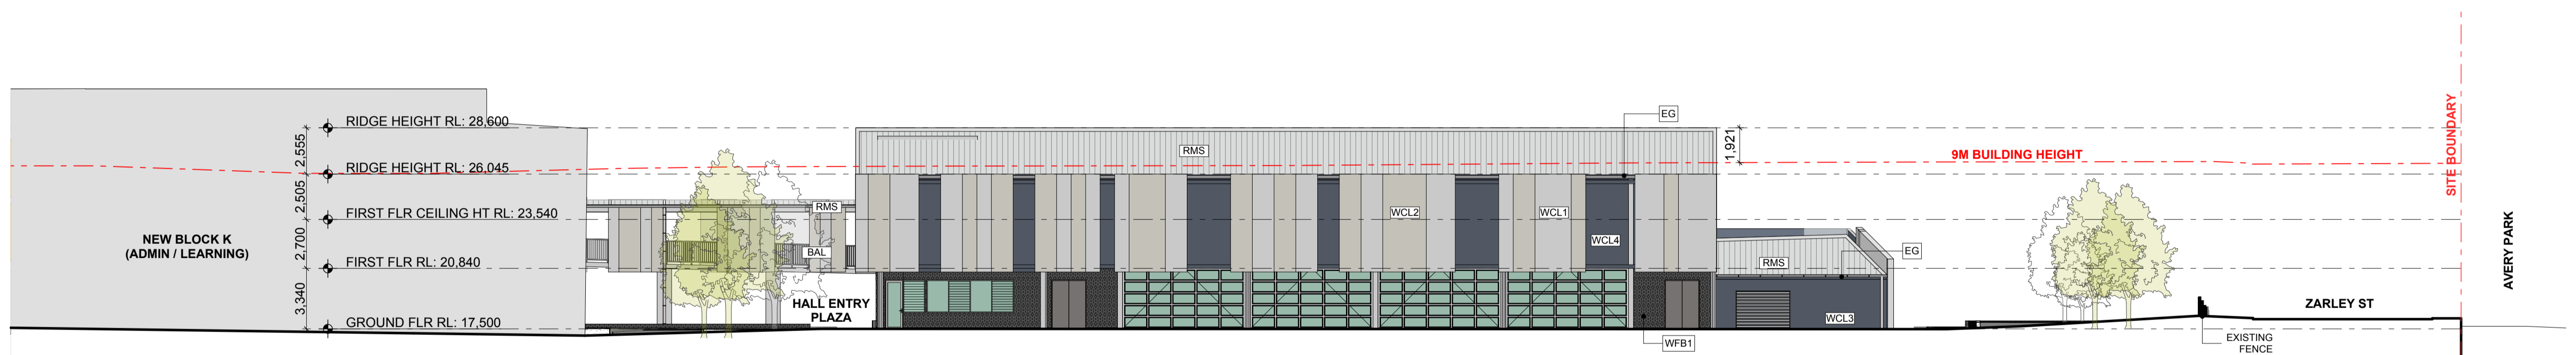 NEW BLOCK K
(ADMIN / LEARNING)
2,555
2,505
2,700
3,340
RIDGE HEIGHT RL: 28,600
RIDGE HEIGHT RL: 26,045
FIRST FLR CEILING HT RL: 23,540
FIRST FLR RL: 20,840
GROUND FLR RL: 17,500
RMS
BAL
HALL ENTRY
PLAZA
RMS
EG
WCL2
WCL1
WCL4
WFB1
1,921
EG
RMS
WCL3
9M BUILDING HEIGHT
EXISTING
FENCE
ZARLEY ST
SITE BOUNDARY
AVERY PARK